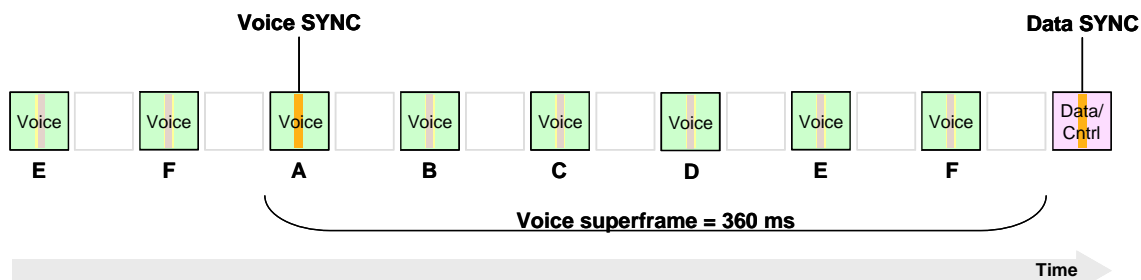 Voice SYNC
Data SYNC
Voice
Voice
Voice
Voice
Voice
Voice
Voice
Voice
Data/
Cntrl
E
F
A
B
C
D
E
F
Voice superframe = 360 ms
Time